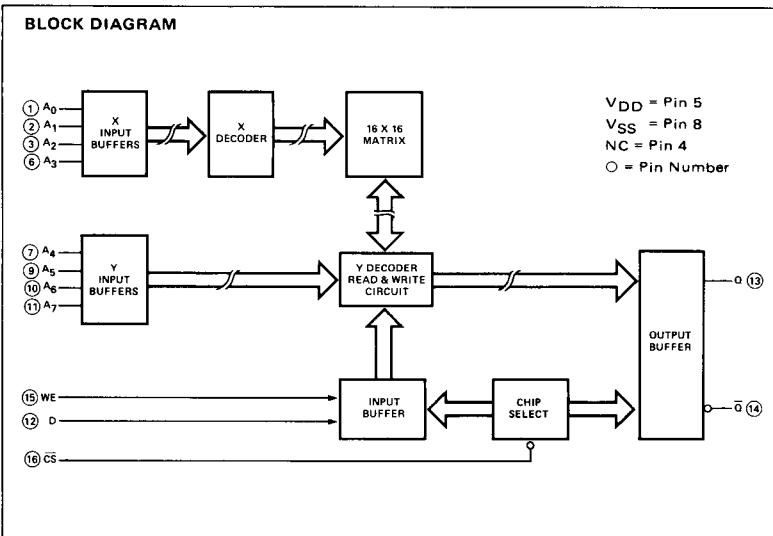 BLOCK DIAGRAM
① A0
② A1
③ A2
⑥ A3
X
INPUT
BUFFERS
X
DECODER
16 X 16
MATRIX
VDD = Pin 5
VSS = Pin 8
NC = Pin 4
O = Pin Number
⑦ A4
⑨ A5
⑩ A6
⑪ A7
Y
INPUT
BUFFERS
Y DECODER
READ & WRITE
CIRCUIT
OUTPUT
BUFFER
Q ⑬
Q̅ ⑭
⑮ WE
⑫ D
⑯ C̅S̅
INPUT
BUFFER
CHIP
SELECT